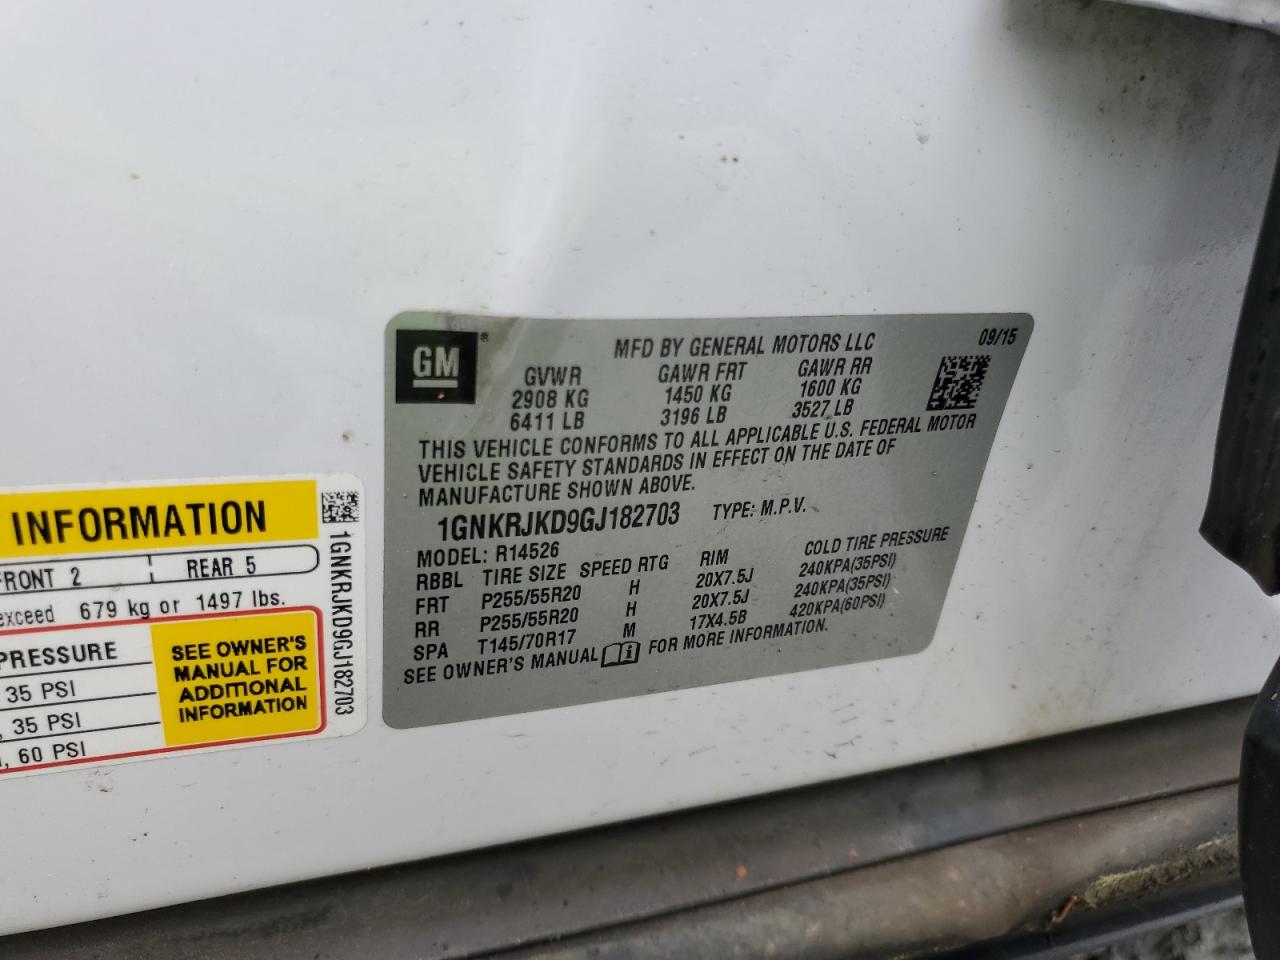 GM ®
MFD BY GENERAL MOTORS LLC 09/15
GVWR GAWR FRT GAWR RR
2908 KG 1450 KG 1600 KG
6411 LB 3196 LB 3527 LB
THIS VEHICLE CONFORMS TO ALL APPLICABLE U.S. FEDERAL MOTOR
VEHICLE SAFETY STANDARDS IN EFFECT ON THE DATE OF
MANUFACTURE SHOWN ABOVE.
1GNKRJKD9GJ182703 TYPE: M.P.V.
MODEL: R14526
RBBL TIRE SIZE SPEED RTG RIM COLD TIRE PRESSURE
FRT P255/55R20 H 20X7.5J 240KPA(35PSI)
RR P255/55R20 H 20X7.5J 240KPA(35PSI)
SPA T145/70R17 M 17X4.5B 420KPA(60PSI)
SEE OWNER'S MANUAL FOR MORE INFORMATION.
INFORMATION
FRONT 2 REAR 5
exceed 679 kg or 1497 lbs.
PRESSURE
35 PSI
, 35 PSI
, 60 PSI
SEE OWNER'S
MANUAL FOR
ADDITIONAL
INFORMATION
1GNKRJKD9GJ182703